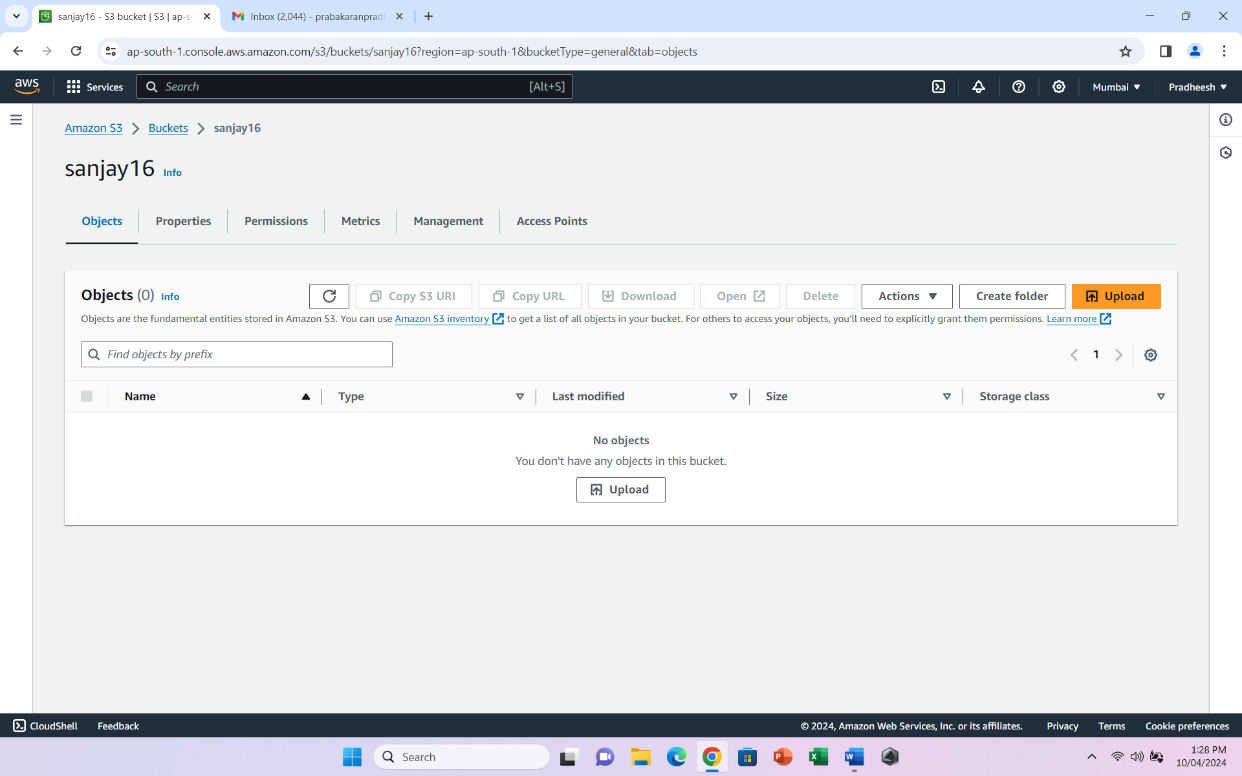 sanjay16 - S3 bucket | S3 | ap-so
Inbox (2,044) - prabakaranprad
ap-south-1.console.aws.amazon.com/s3/buckets/sanjay16?region=ap-south-1&bucketType=general&tab=objects
aws Services Search [Alt+S] Mumbai ▼ Pradheesh ▼
Amazon S3 > Buckets > sanjay16
sanjay16 Info
Objects Properties Permissions Metrics Management Access Points
Objects (0) Info Copy S3 URI Copy URL Download Open Delete Actions ▼ Create folder Upload
Objects are the fundamental entities stored in Amazon S3. You can use Amazon S3 inventory to get a list of all objects in your bucket. For others to access your objects, you'll need to explicitly grant them permissions. Learn more
Find objects by prefix < 1 >
Name Type Last modified Size Storage class
No objects
You don't have any objects in this bucket.
Upload
CloudShell Feedback © 2024, Amazon Web Services, Inc. or its affiliates. Privacy Terms Cookie preferences
Search
1:28 PM
10/04/2024